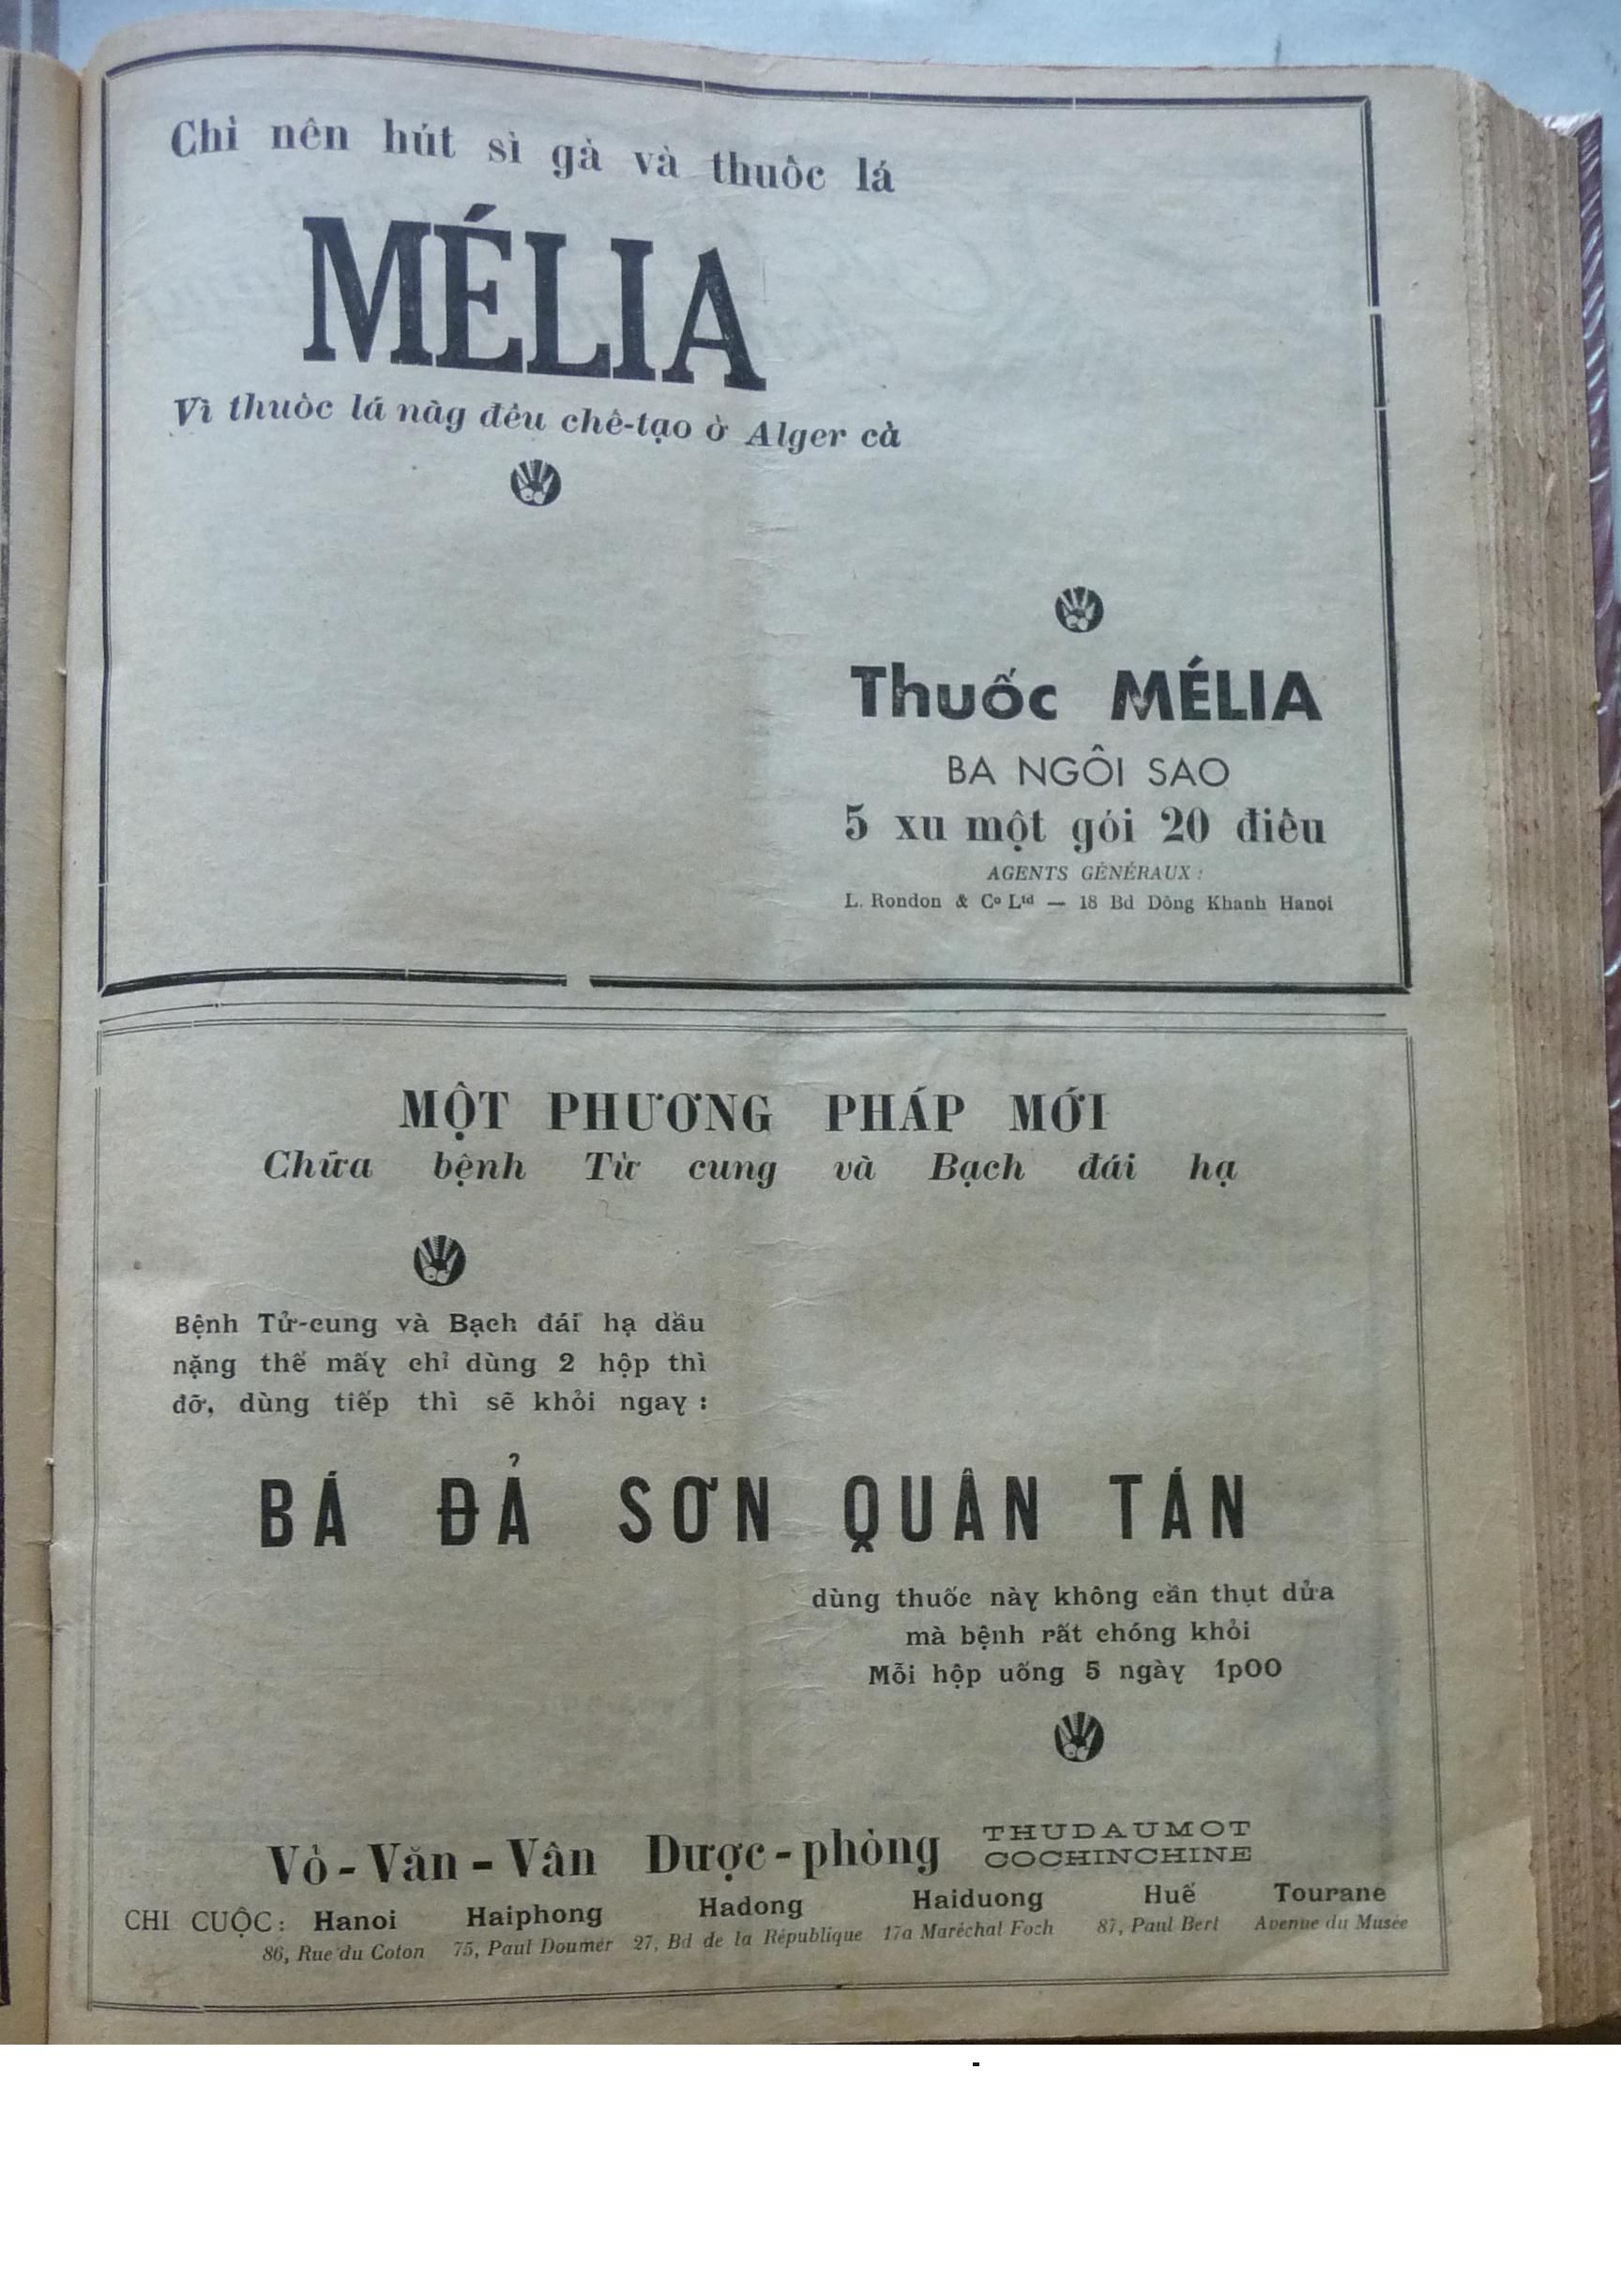 Chỉ nên hút sì gà và thuốc lá
MÉLIA
Vì thuốc lá này đều chế-tạo ở Alger cả
Thuốc MÉLIA
BA NGÔI SAO
5 xu một gói 20 điếu
AGENTS GÉNÉRAUX :
L. Rondon & Co Ltd — 18 Bd Dông Khanh Hanoi
MỘT PHƯƠNG PHÁP MỚI
Chữa bệnh Tử cung và Bạch đái hạ
Bệnh Tử-cung và Bạch đái hạ dầu
nặng thế mấy chỉ dùng 2 hộp thì
đỡ, dùng tiếp thì sẽ khỏi ngay :
BÁ ĐẢ SƠN QUÂN TÁN
dùng thuốc này không cần thụt dửa
mà bệnh rất chóng khỏi
Mỗi hộp uống 5 ngày 1p00
Võ - Văn - Vân Dược - phòng THUDAUMOT
COCHINCHINE
CHI CUỘC : Hanoi Haiphong Hadong Haiduong Huế Tourane
86, Rue du Coton 75, Paul Doumer 27, Bd de la République 17a Maréchal Foch 87, Paul Bert Avenue du Musée